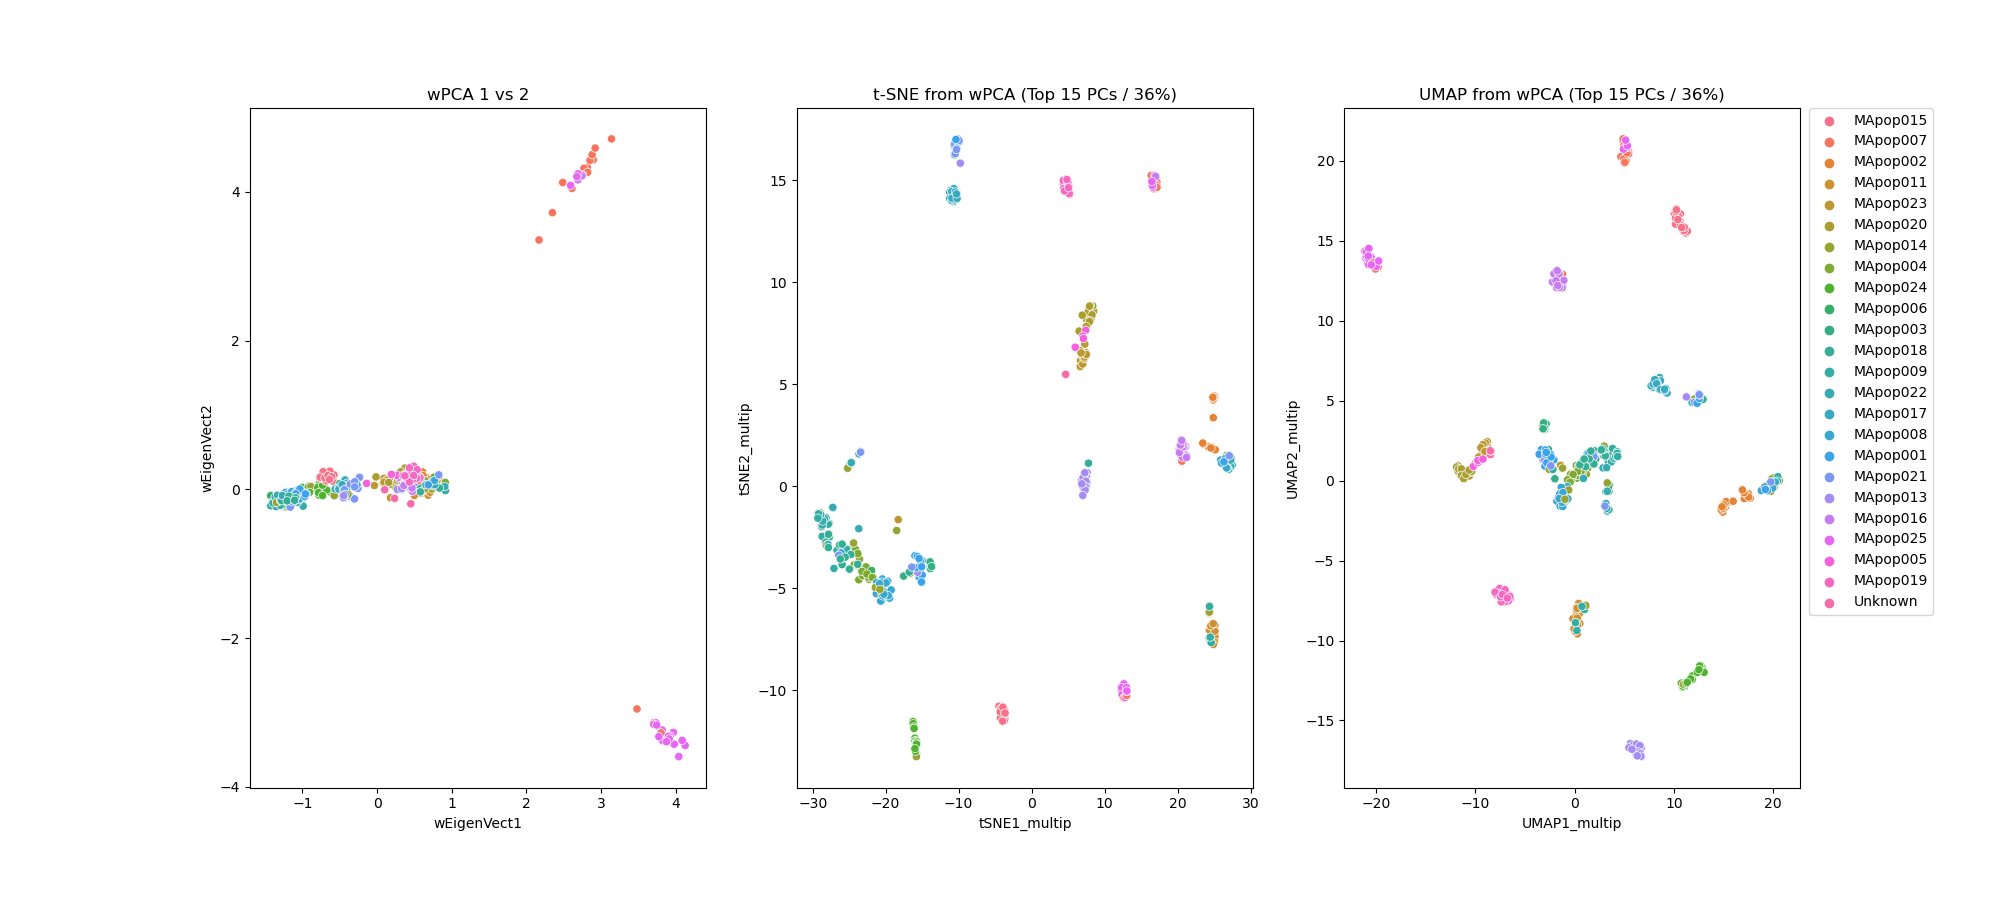 wPCA 1 vs 2
wEigenVect2
4
2
0
−2
−4
−1
0
1
2
3
4
wEigenVect1
t-SNE from wPCA (Top 15 PCs / 36%)
tSNE2_multip
15
10
5
0
−5
−10
−30
−20
−10
0
10
20
30
tSNE1_multip
UMAP from wPCA (Top 15 PCs / 36%)
UMAP2_multip
20
15
10
5
0
−5
−10
−15
−20
−10
0
10
20
UMAP1_multip
MApop015
MApop007
MApop002
MApop011
MApop023
MApop020
MApop014
MApop004
MApop024
MApop006
MApop003
MApop018
MApop009
MApop022
MApop017
MApop008
MApop001
MApop021
MApop013
MApop016
MApop025
MApop005
MApop019
Unknown